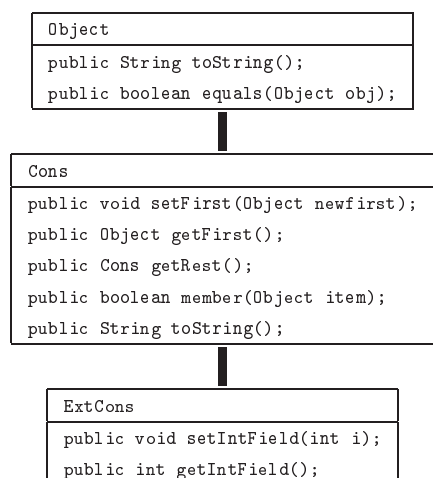 Object
public String toString();
public boolean equals(Object obj);
Cons
public void setFirst(Object newfirst);
public Object getFirst();
public Cons getRest();
public boolean member(Object item);
public String toString();
ExtCons
public void setIntField(int i);
public int getIntField();